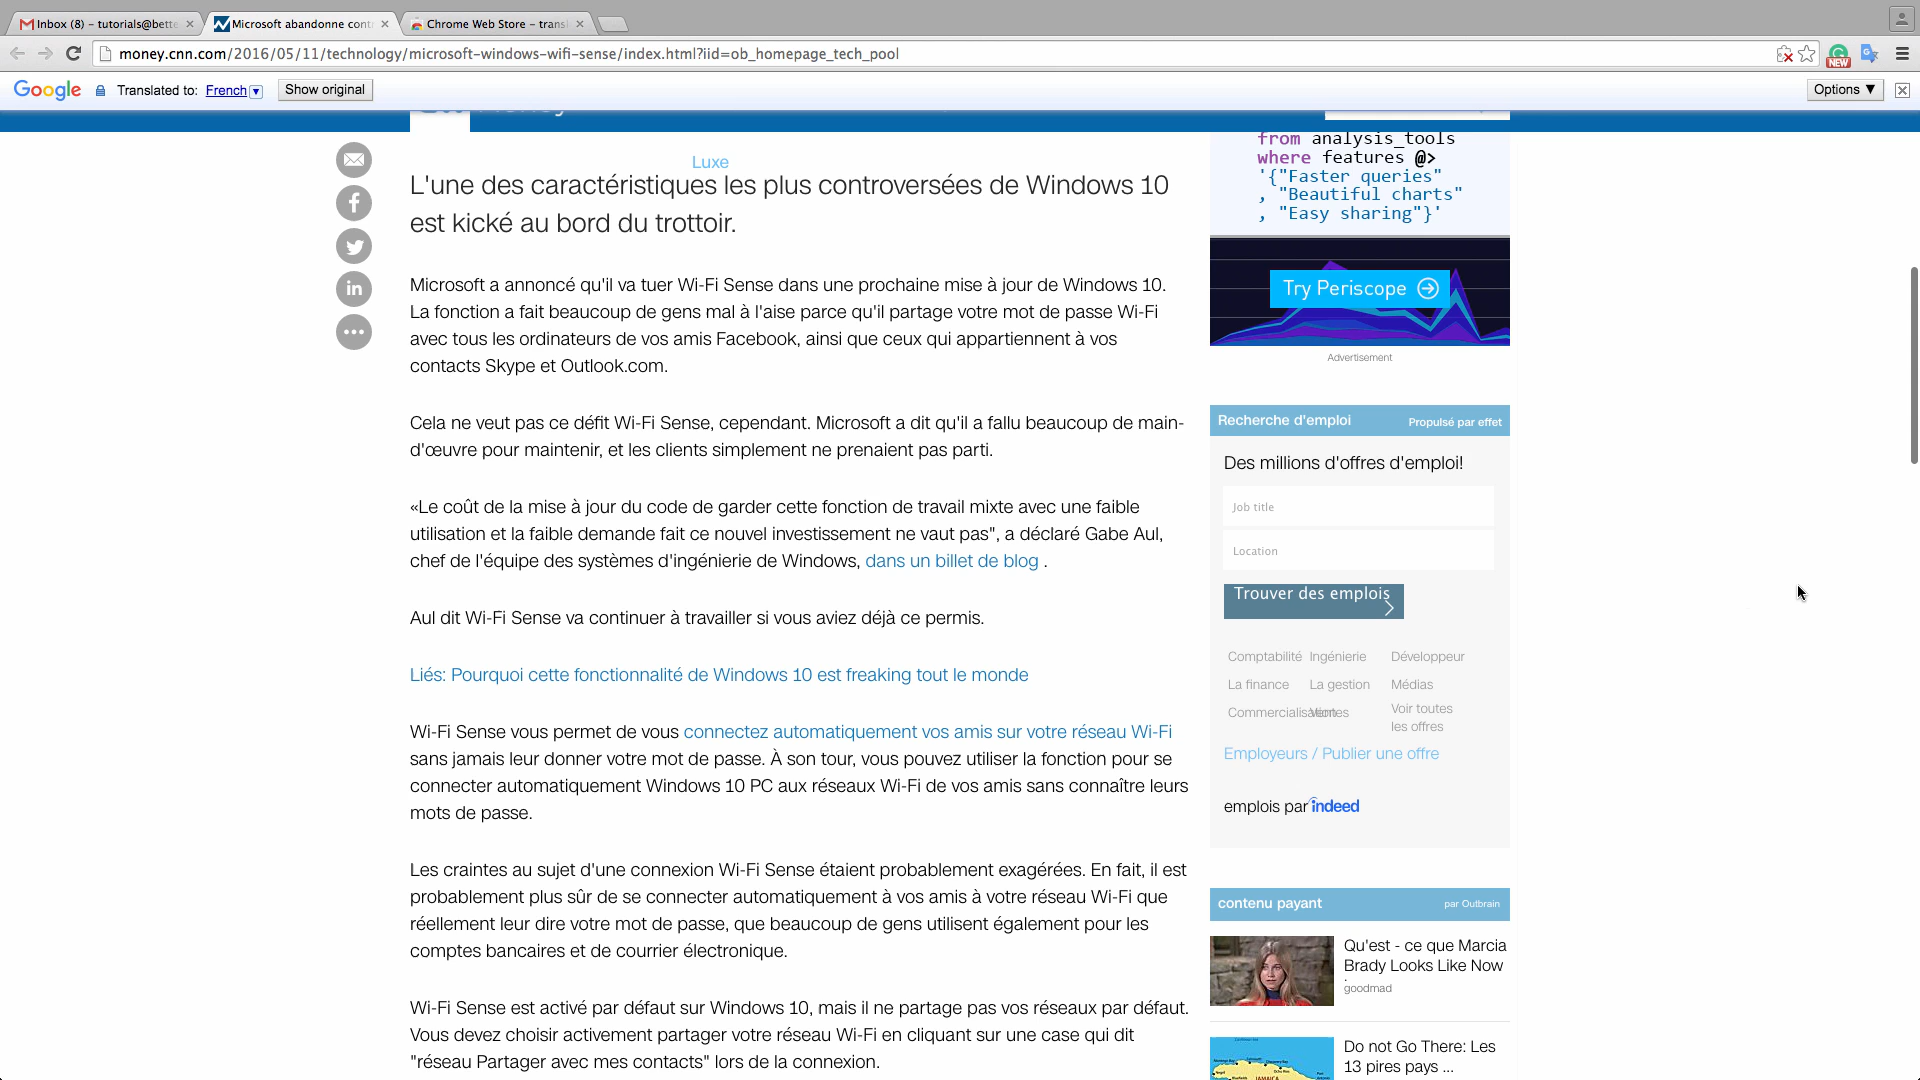 Inbox (8) – tutorials@bette
Microsoft abandonne cont
Chrome Web Store – trans
money.cnn.com/2016/05/11/technology/microsoft-windows-wifi-sense/index.html?iid=ob_homepage_tech_pool
NEW
Google Translated to: French Show original Options ▼
Luxe
L'une des caractéristiques les plus controversées de Windows 10
est kické au bord du trottoir.
Microsoft a annoncé qu'il va tuer Wi-Fi Sense dans une prochaine mise à jour de Windows 10.
La fonction a fait beaucoup de gens mal à l'aise parce qu'il partage votre mot de passe Wi-Fi
avec tous les ordinateurs de vos amis Facebook, ainsi que ceux qui appartiennent à vos
contacts Skype et Outlook.com.
Cela ne veut pas ce défit Wi-Fi Sense, cependant. Microsoft a dit qu'il a fallu beaucoup de main-
d'œuvre pour maintenir, et les clients simplement ne prenaient pas parti.
«Le coût de la mise à jour du code de garder cette fonction de travail mixte avec une faible
utilisation et la faible demande fait ce nouvel investissement ne vaut pas", a déclaré Gabe Aul,
chef de l'équipe des systèmes d'ingénierie de Windows, dans un billet de blog .
Aul dit Wi-Fi Sense va continuer à travailler si vous aviez déjà ce permis.
Liés: Pourquoi cette fonctionnalité de Windows 10 est freaking tout le monde
Wi-Fi Sense vous permet de vous connectez automatiquement vos amis sur votre réseau Wi-Fi
sans jamais leur donner votre mot de passe. À son tour, vous pouvez utiliser la fonction pour se
connecter automatiquement Windows 10 PC aux réseaux Wi-Fi de vos amis sans connaître leurs
mots de passe.
Les craintes au sujet d'une connexion Wi-Fi Sense étaient probablement exagérées. En fait, il est
probablement plus sûr de se connecter automatiquement à vos amis à votre réseau Wi-Fi que
réellement leur dire votre mot de passe, que beaucoup de gens utilisent également pour les
comptes bancaires et de courrier électronique.
Wi-Fi Sense est activé par défaut sur Windows 10, mais il ne partage pas vos réseaux par défaut.
Vous devez choisir activement partager votre réseau Wi-Fi en cliquant sur une case qui dit
"réseau Partager avec mes contacts" lors de la connexion.
from analysis_tools
where features @>
'{"Faster queries"
, "Beautiful charts"
, "Easy sharing"}'
Try Periscope
Advertisement
Recherche d'emploi Propulsé par effet
Des millions d'offres d'emploi!
Job title
Location
Trouver des emplois
Comptabilité Ingénierie Développeur
La finance La gestion Médias
Commercialisation Ventes Voir toutes
les offres
Employeurs / Publier une offre
emplois par indeed
contenu payant par Outbrain
Qu'est - ce que Marcia
Brady Looks Like Now
.
goodmad
Do not Go There: Les
13 pires pays ...
JAMAICA